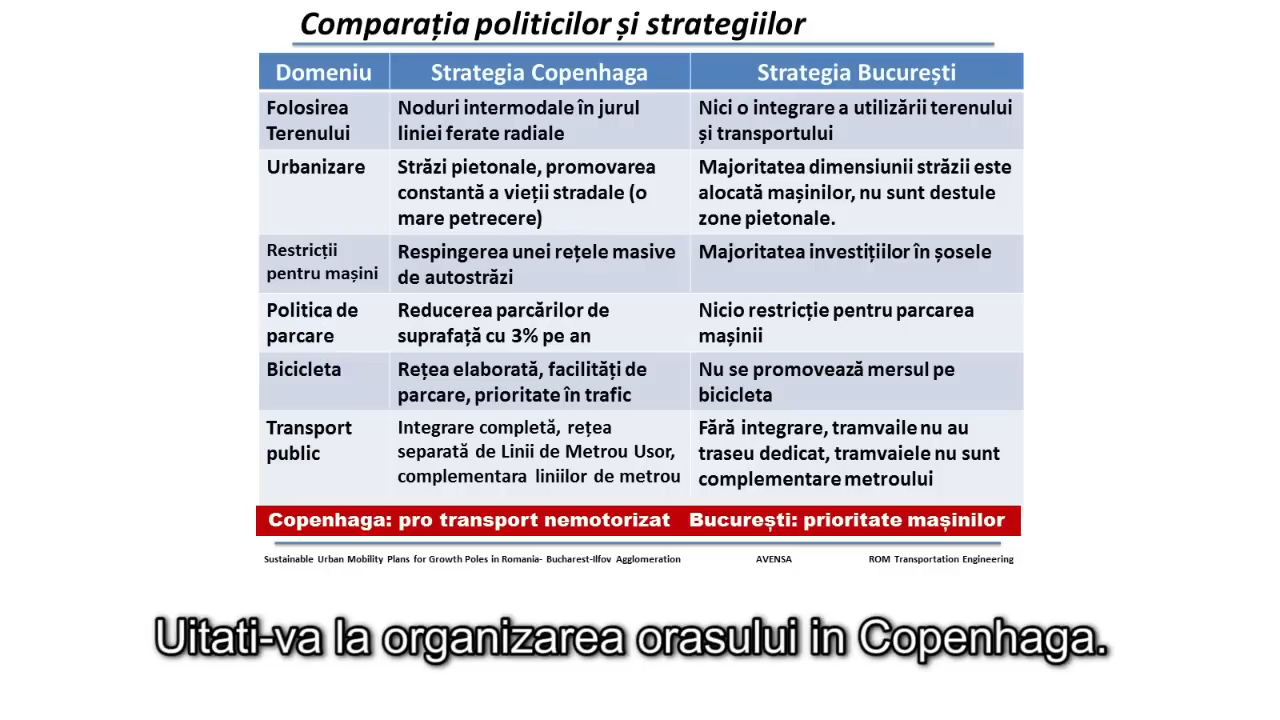 Comparația politicilor și strategiilor
Domeniu Strategia Copenhaga Strategia București
Folosirea
Terenului
Noduri intermodale în jurul
liniei ferate radiale
Nici o integrare a utilizării terenului
și transportului
Urbanizare
Străzi pietonale, promovarea
constantă a vieții stradale (o
mare petrecere)
Majoritatea dimensiunii străzii este
alocată mașinilor, nu sunt destule
zone pietonale.
Restricții
pentru mașini
Respingerea unei rețele masive
de autostrăzi
Majoritatea investițiilor în șosele
Politica de
parcare
Reducerea parcărilor de
suprafață cu 3% pe an
Nicio restricție pentru parcarea
mașinii
Bicicleta
Rețea elaborată, facilități de
parcare, prioritate în trafic
Nu se promovează mersul pe
bicicleta
Transport
public
Integrare completă, rețea
separată de Linii de Metrou Usor,
complementara liniilor de metrou
Fără integrare, tramvaile nu au
traseu dedicat, tramvaiele nu sunt
complementare metroului
Copenhaga: pro transport nemotorizat București: prioritate mașinilor
Sustainable Urban Mobility Plans for Growth Poles in Romania- Bucharest-Ilfov Agglomeration AVENSA ROM Transportation Engineering
Uitati-va la organizarea orasului in Copenhaga.